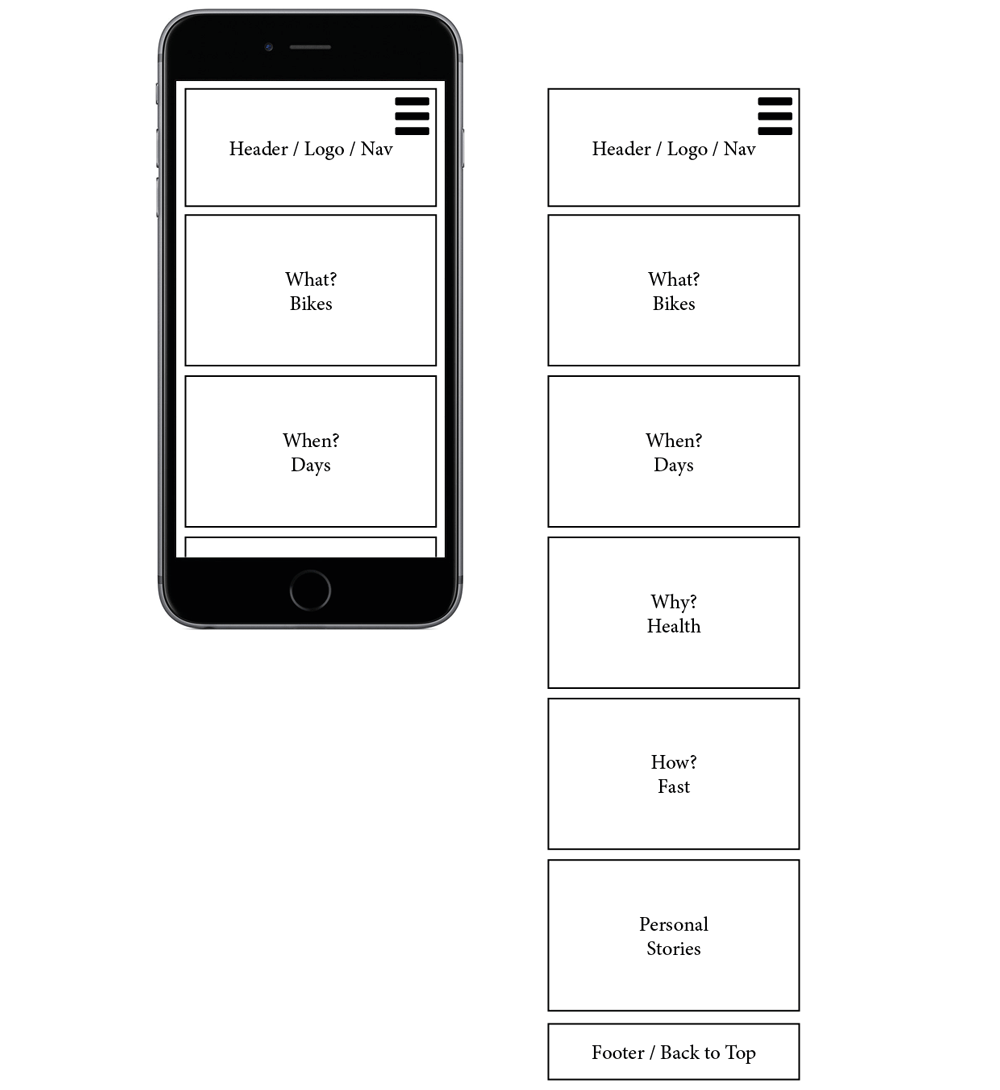 Header / Logo / Nav
What?
Bikes
When?
Days
Header / Logo / Nav
What?
Bikes
When?
Days
Why?
Health
How?
Fast
Personal
Stories
Footer / Back to Top